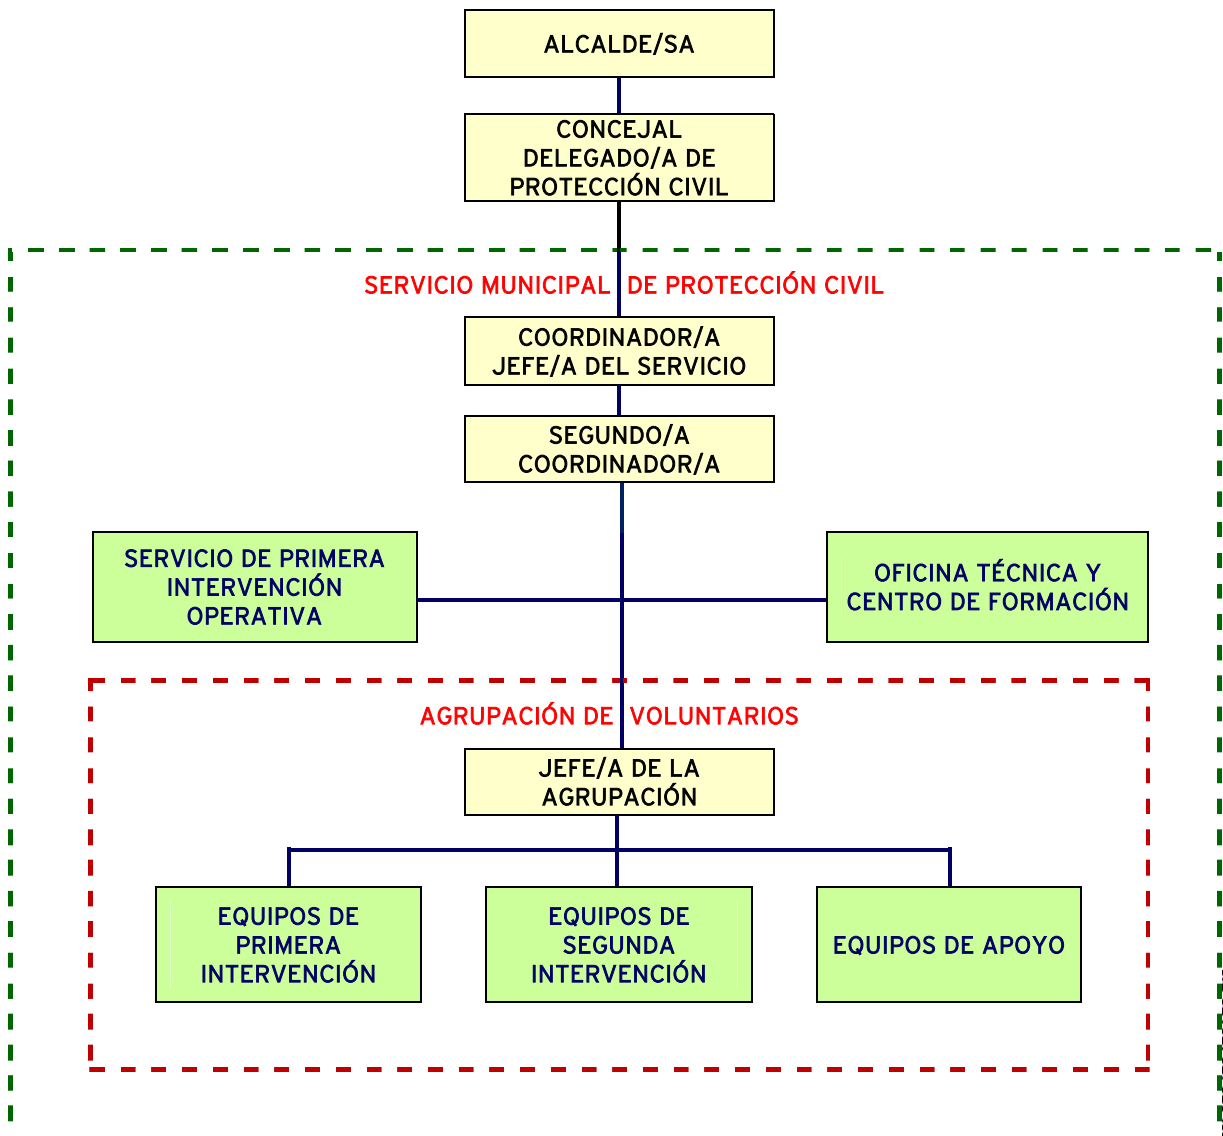 ALCALDE/SA
CONCEJAL
DELEGADO/A DE
PROTECCIÓN CIVIL
SERVICIO MUNICIPAL DE PROTECCIÓN CIVIL
COORDINADOR/A
JEFE/A DEL SERVICIO
SEGUNDO/A
COORDINADOR/A
SERVICIO DE PRIMERA
INTERVENCIÓN
OPERATIVA
OFICINA TÉCNICA Y
CENTRO DE FORMACIÓN
AGRUPACIÓN DE VOLUNTARIOS
JEFE/A DE LA
AGRUPACIÓN
EQUIPOS DE
PRIMERA
INTERVENCIÓN
EQUIPOS DE
SEGUNDA
INTERVENCIÓN
EQUIPOS DE APOYO